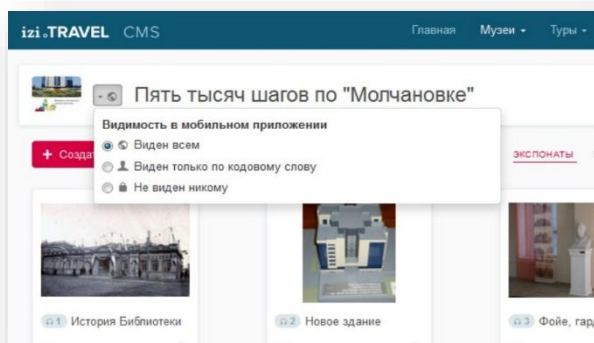 izi.TRAVEL CMS Главная Музеи Туры
Пять тысяч шагов по "Молчановке"
Видимость в мобильном приложении
Виден всем
+ Созда ЭКСПОНАТЫ
Виден только по кодовому слову
Не виден никому
1 История Библиотеки 2 Новое здание 3 Фойе, гар